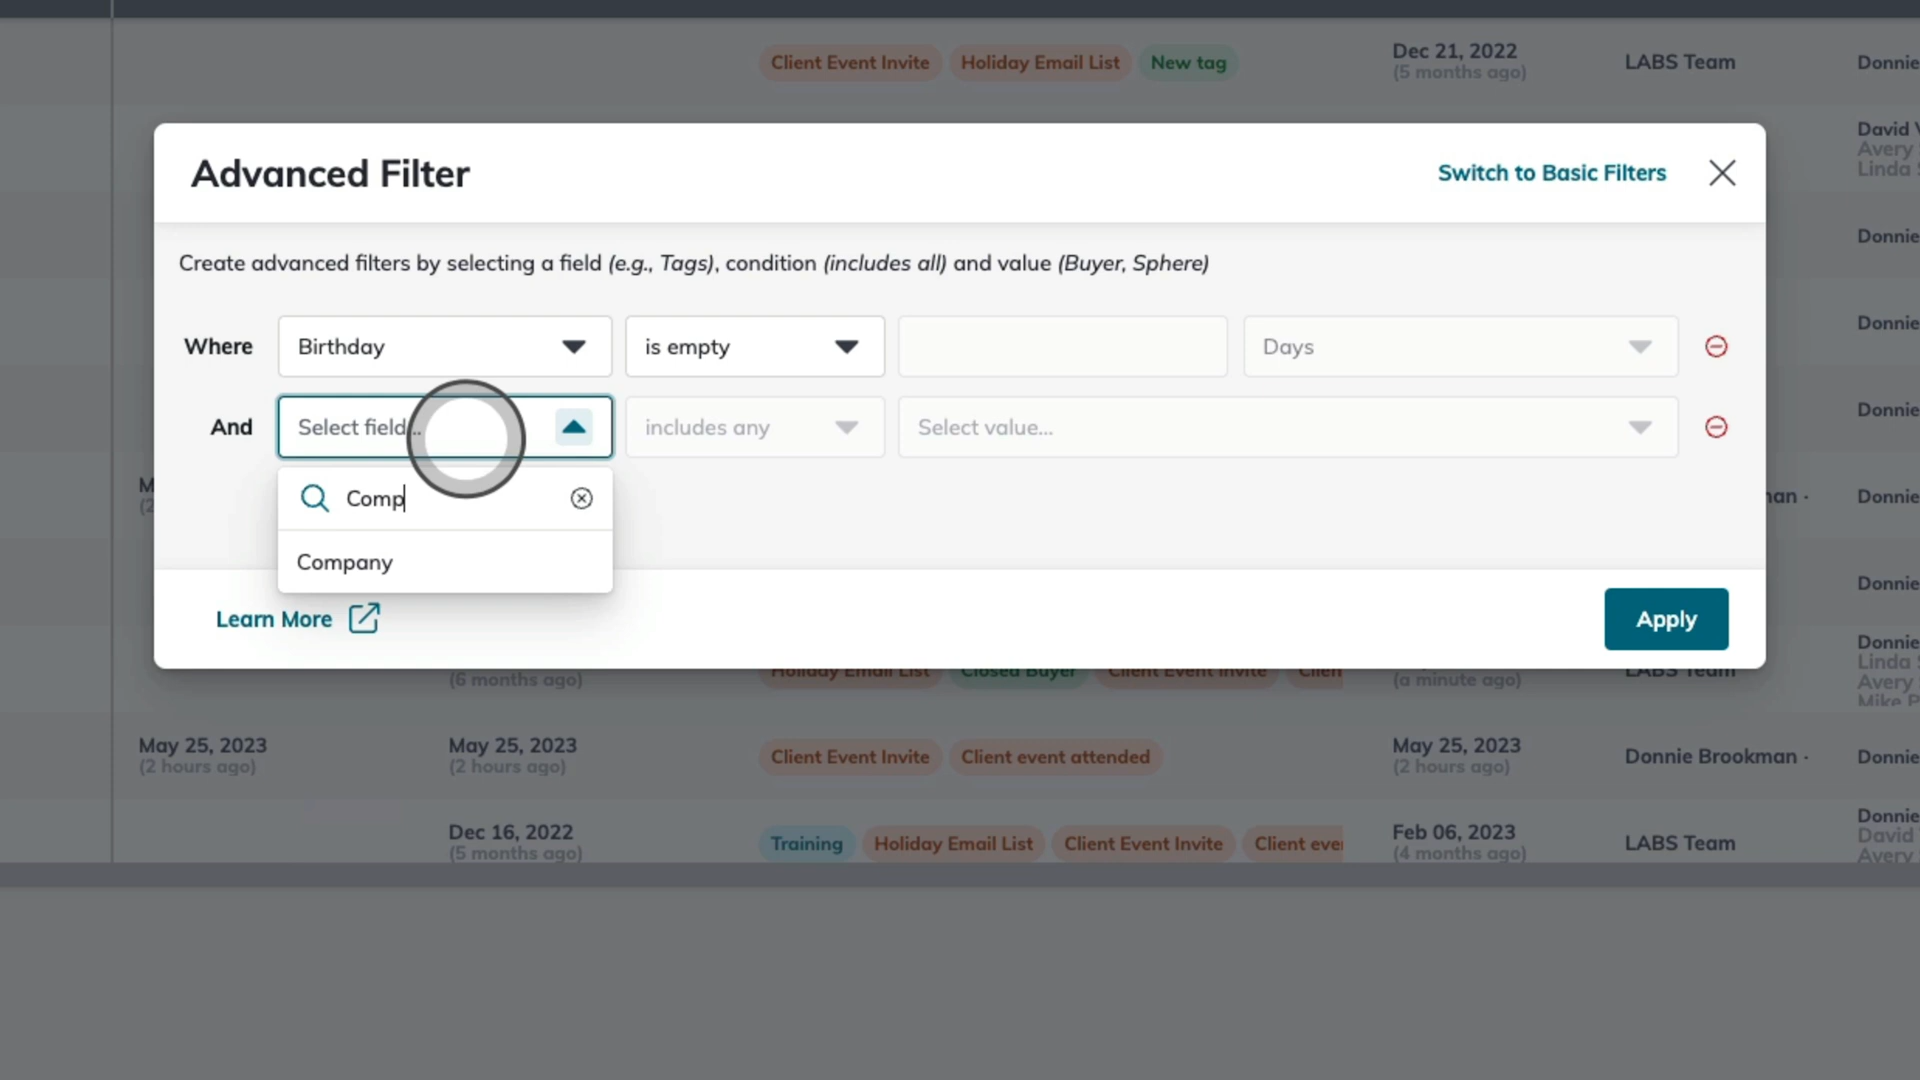 Client Event Invite Holiday Email List New tag
Dec 21, 2022
(5 months ago)
LABS Team
Donnie
Advanced Filter
Switch to Basic Filters
David
Avery
Linda
Create advanced filters by selecting a field (e.g., Tags), condition (includes all) and value (Buyer, Sphere)
Donnie
Where Birthday is empty Days
Donnie
And Select field... includes any Select value...
Donnie
Comp
Donnie
Company
Donnie
Learn More
Apply
(6 months ago)
Holiday Email List Closed Buyer Client Event Invite Clien
(a minute ago)
LABS Team
Donnie
Linda
Avery
Mike P
May 25, 2023
(2 hours ago)
May 25, 2023
(2 hours ago)
Client Event Invite Client event attended
May 25, 2023
(2 hours ago)
Donnie Brookman ·
Donnie
Dec 16, 2022
(5 months ago)
Training Holiday Email List Client Event Invite Client eve
Feb 06, 2023
(4 months ago)
LABS Team
Donnie
David
Avery